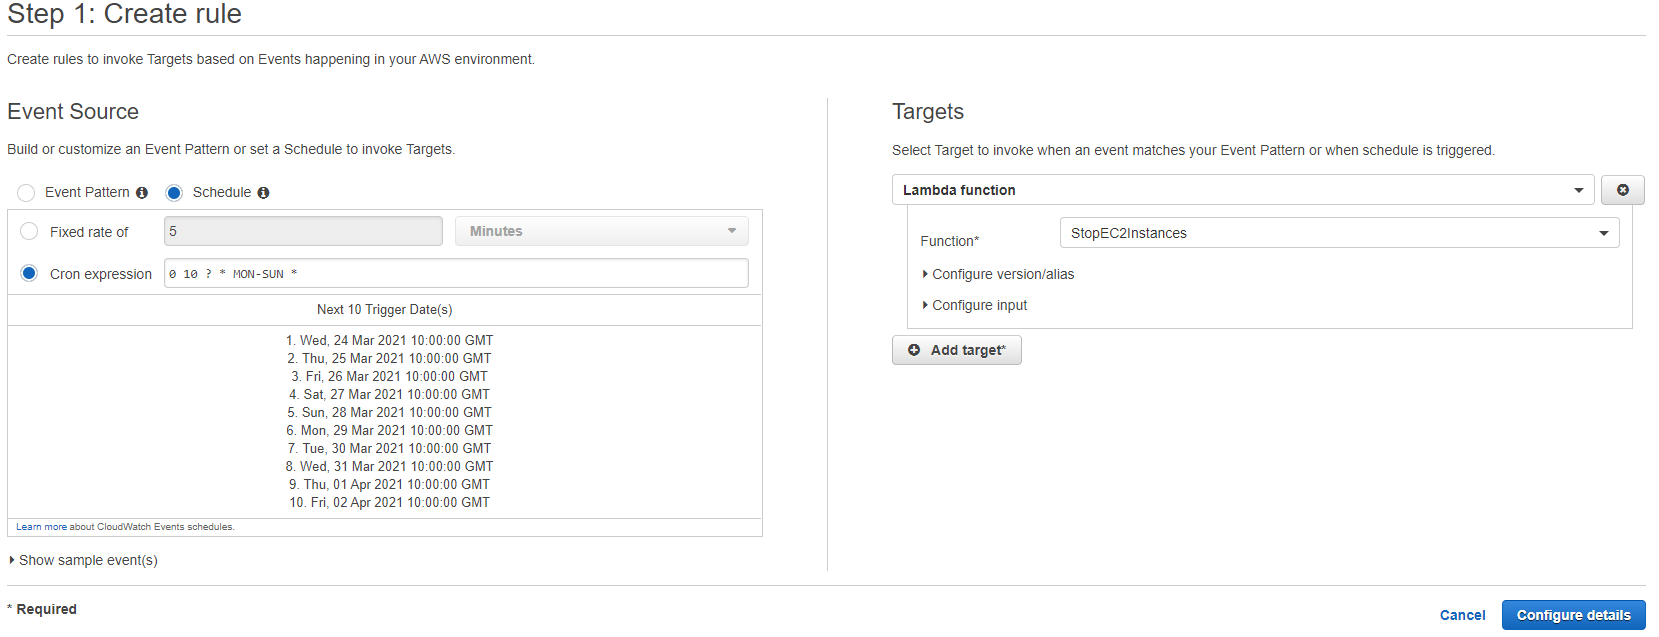 Step 1: Create rule
Create rules to invoke Targets based on Events happening in your AWS environment.
Event Source
Build or customize an Event Pattern or set a Schedule to invoke Targets.
Event Pattern Schedule
Fixed rate of 5 Minutes
Cron expression 0 10 ? * MON-SUN *
Next 10 Trigger Date(s)
1. Wed, 24 Mar 2021 10:00:00 GMT
2. Thu, 25 Mar 2021 10:00:00 GMT
3. Fri, 26 Mar 2021 10:00:00 GMT
4. Sat, 27 Mar 2021 10:00:00 GMT
5. Sun, 28 Mar 2021 10:00:00 GMT
6. Mon, 29 Mar 2021 10:00:00 GMT
7. Tue, 30 Mar 2021 10:00:00 GMT
8. Wed, 31 Mar 2021 10:00:00 GMT
9. Thu, 01 Apr 2021 10:00:00 GMT
10. Fri, 02 Apr 2021 10:00:00 GMT
Learn more about CloudWatch Events schedules.
Show sample event(s)
Targets
Select Target to invoke when an event matches your Event Pattern or when schedule is triggered.
Lambda function
Function* StopEC2Instances
Configure version/alias
Configure input
Add target*
* Required
Cancel Configure details